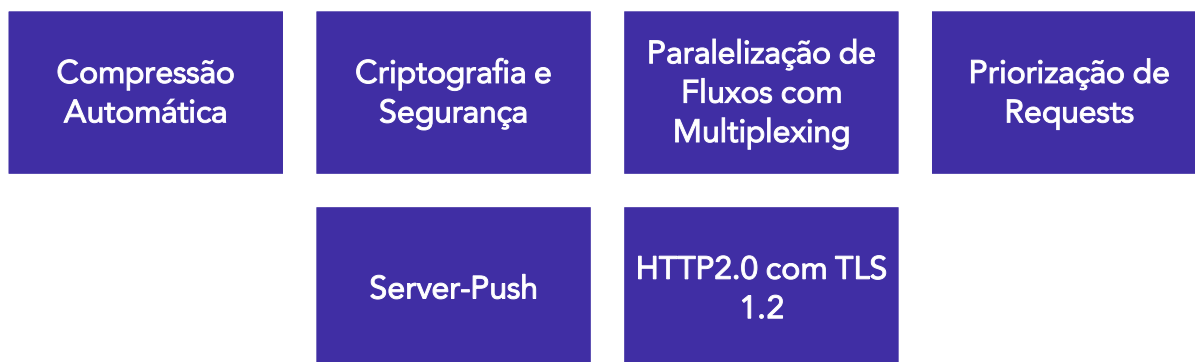 Compressão
Automática
Criptografia e
Segurança
Paralelização de
Fluxos com
Multiplexing
Priorização de
Requests
Server-Push
HTTP2.0 com TLS
1.2